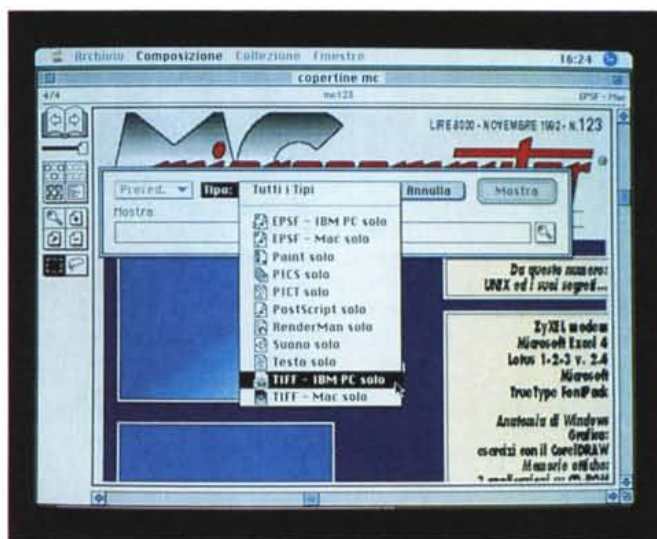 Archivio Composizione Collezione Finestre 16:24
copertine mc
4/4 mc123 EPSF - Mac
LIRE 8000 - NOVEMBRE 1992 - N.123
Preced. Tipo: Tutti i Tipi Annulla Mostra
Mostra
EPSF - IBM PC solo
EPSF - Mac solo
Paint solo
PICS solo
PICT solo
PostScript solo
RenderMan solo
Suono solo
Testo solo
TIFF - IBM PC solo
TIFF - Mac solo
Da questo numero:
UNIX ed i suoi segreti...
ZyXEL modem
Microsoft Excel 4
Lotus 1-2-3 v. 2.4
Microsoft
TrueType FontPack
Anatomia di Windows
Grafica:
esercizi con il CorelDRAW
Memorie ottiche: